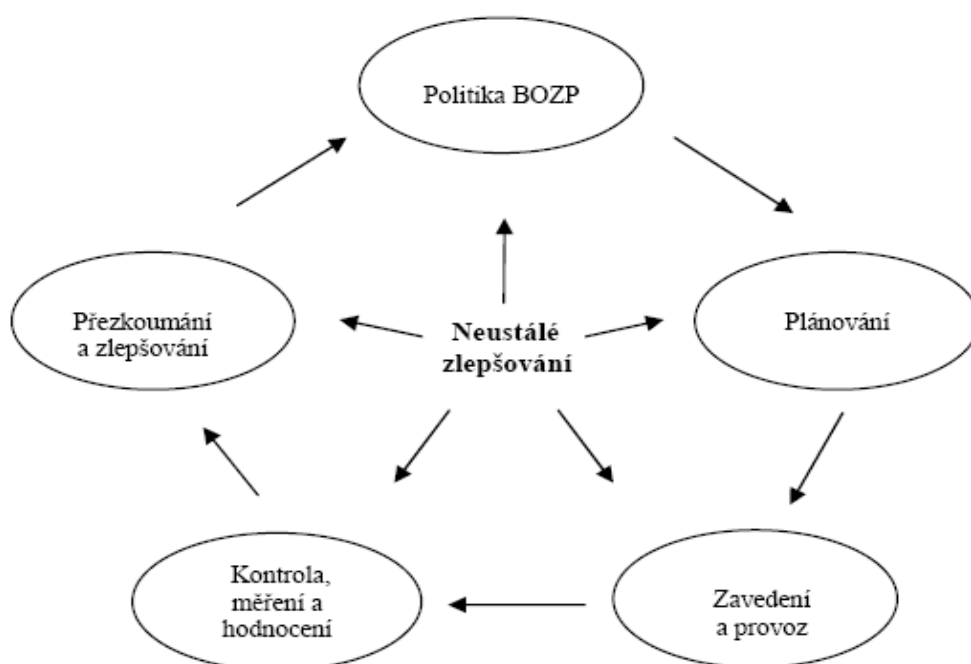 Politika BOZP
Přezkoumání
a zlepšování
Neustálé
zlepšování
Plánování
Kontrola,
měření a
hodnocení
Zavedení
a provoz